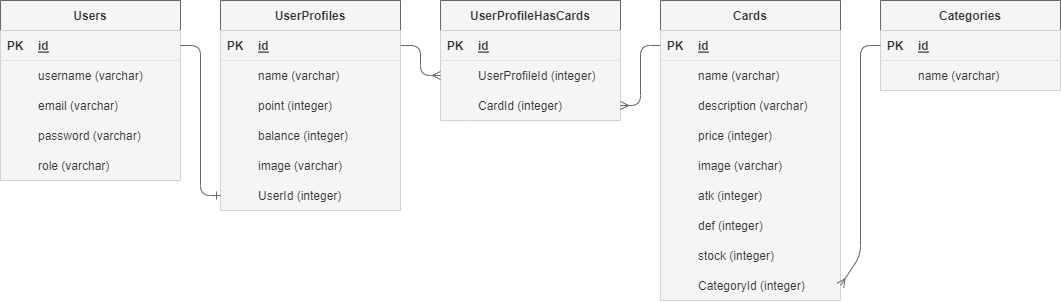 Users
PK id
username (varchar)
email (varchar)
password (varchar)
role (varchar)
UserProfiles
PK id
name (varchar)
point (integer)
balance (integer)
image (varchar)
UserId (integer)
UserProfileHasCards
PK id
UserProfileId (integer)
CardId (integer)
Cards
PK id
name (varchar)
description (varchar)
price (integer)
image (varchar)
atk (integer)
def (integer)
stock (integer)
CategoryId (integer)
Categories
PK id
name (varchar)